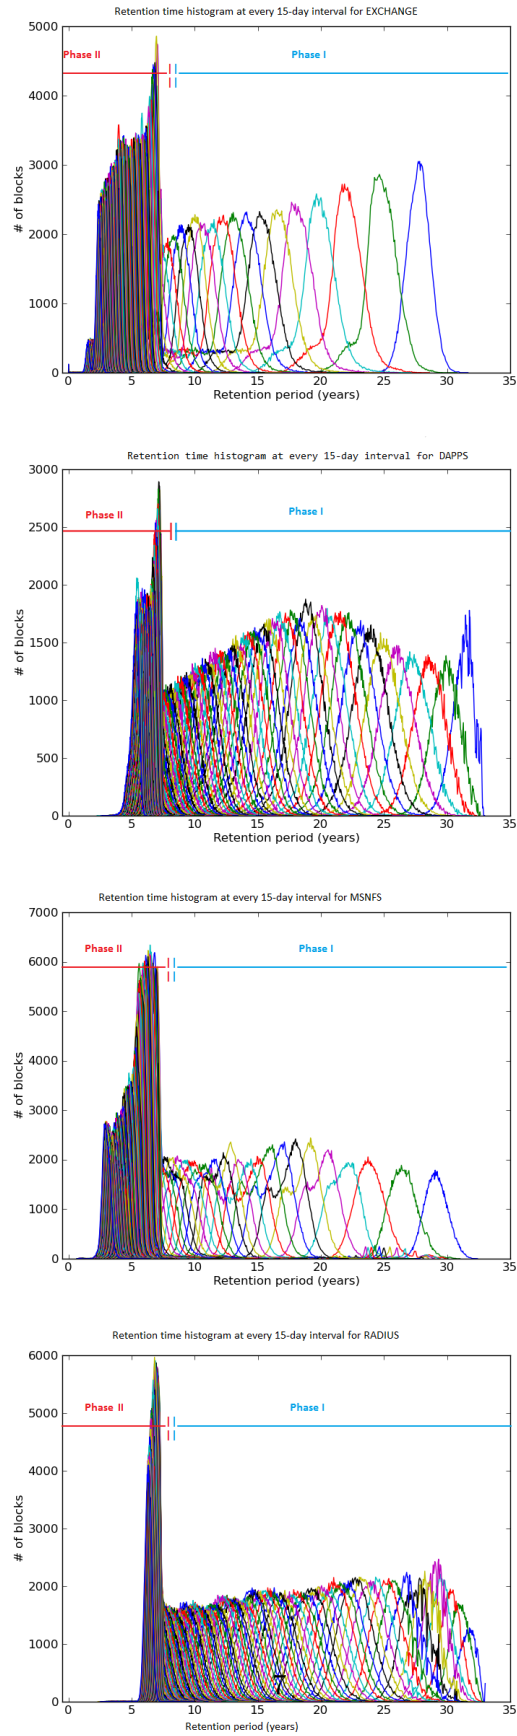 Retention time histogram at every 15-day interval for EXCHANGE
5000
Phase II
Phase I
4000
3000
# of blocks
2000
1000
0
0 5 10 15 20 25 30 35
Retention period (years)
Retention time histogram at every 15-day interval for DAPPS
3000
Phase II
Phase I
2500
2000
# of blocks
1500
1000
500
0
0 5 10 15 20 25 30 35
Retention period (years)
Retention time histogram at every 15-day interval for MSNFS
7000
Phase II
Phase I
6000
5000
# of blocks
4000
3000
2000
1000
0
0 5 10 15 20 25 30 35
Retention period (years)
Retention time histogram at every 15-day interval for RADIUS
6000
Phase II
Phase I
5000
4000
# of blocks
3000
2000
1000
0
0 5 10 15 20 25 30 35
Retention period (years)